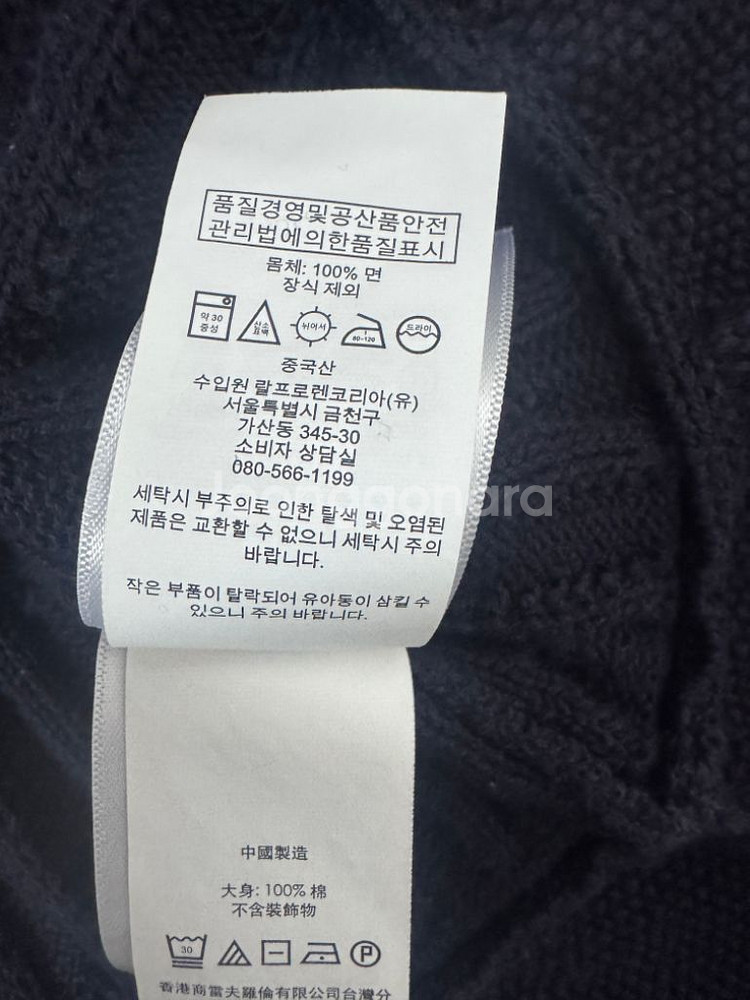 품질경영및공산품안전
관리법에의한품질표시
몸체: 100% 면
장식 제외
약 30
중성
산소
표백
뉘어서
80-120
드라이
중국산
수입원 랄프로렌코리아(유)
서울특별시 금천구
가산동 345-30
소비자 상담실
080-566-1199
세탁시 부주의로 인한 탈색 및 오염된
제품은 교환할 수 없으니 세탁시 주의
바랍니다.
작은 부품이 탈락되어 유아동이 삼킬 수
있으니 주의 바랍니다.
中國製造
大身: 100% 棉
不含裝飾物
30
P
香港商雷夫羅倫有限公司台灣分